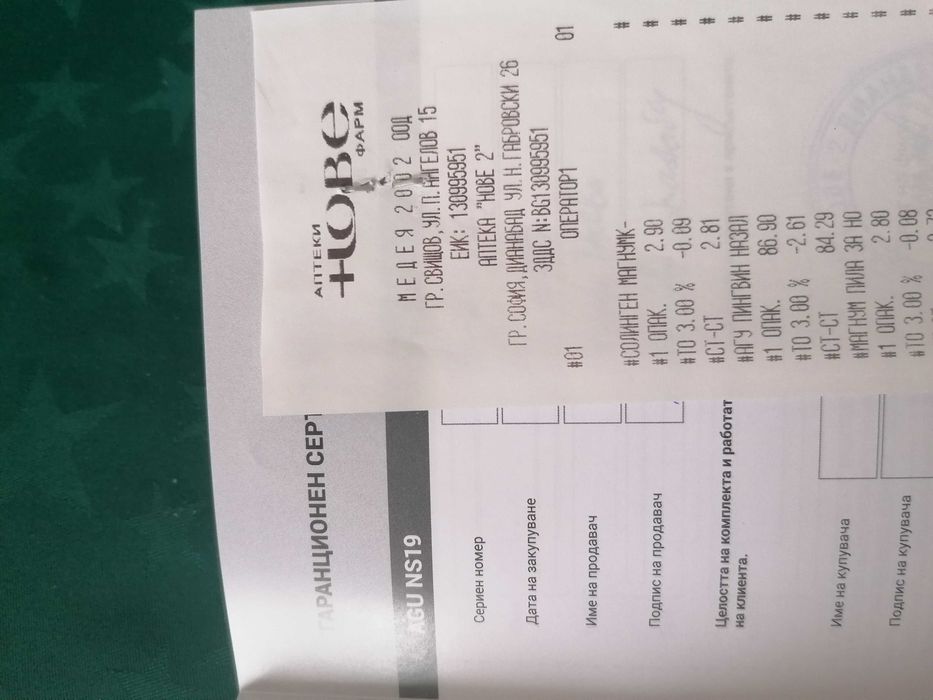 АПТЕКИ
НОВЕ
ФАРМ
МЕДЕЯ 2002 ООД
ГР.СВИЩОВ,УЛ.П.АНГЕЛОВ 15
ЕИК: 130995951
АПТЕКА "НОВЕ 2"
ГР.СОФИЯ,ДИАНАБАД УЛ.Н.ГАБРОВСКИ 26
ЗДДС N:BG130995951
#01 ОПЕРАТОР1 01
#СОЛИНГЕН МАГНУМК- #
#1 ОПАК. 2.90 #
#ТО 3.00 % -0.09 #
#СТ-СТ 2.81 #
#АГУ ПИНГВИН НАЗАЛ #
#1 ОПАК. 86.90 #
#ТО 3.00 % -2.61 #
#СТ-СТ 84.29 #
#МАГНУМ ПИЛА ЗА НО #
#1 ОПАК. 2.80 #
#ТО 3.00 % -0.08 #
ГАРАНЦИОНЕН СЕРТ
AGU NS19
Сериен номер
Дата на закупуване
Име на продавач
Подпис на продавач
Целостта на комплекта и работат
на клиента.
Име на купувача
Подпис на купувача